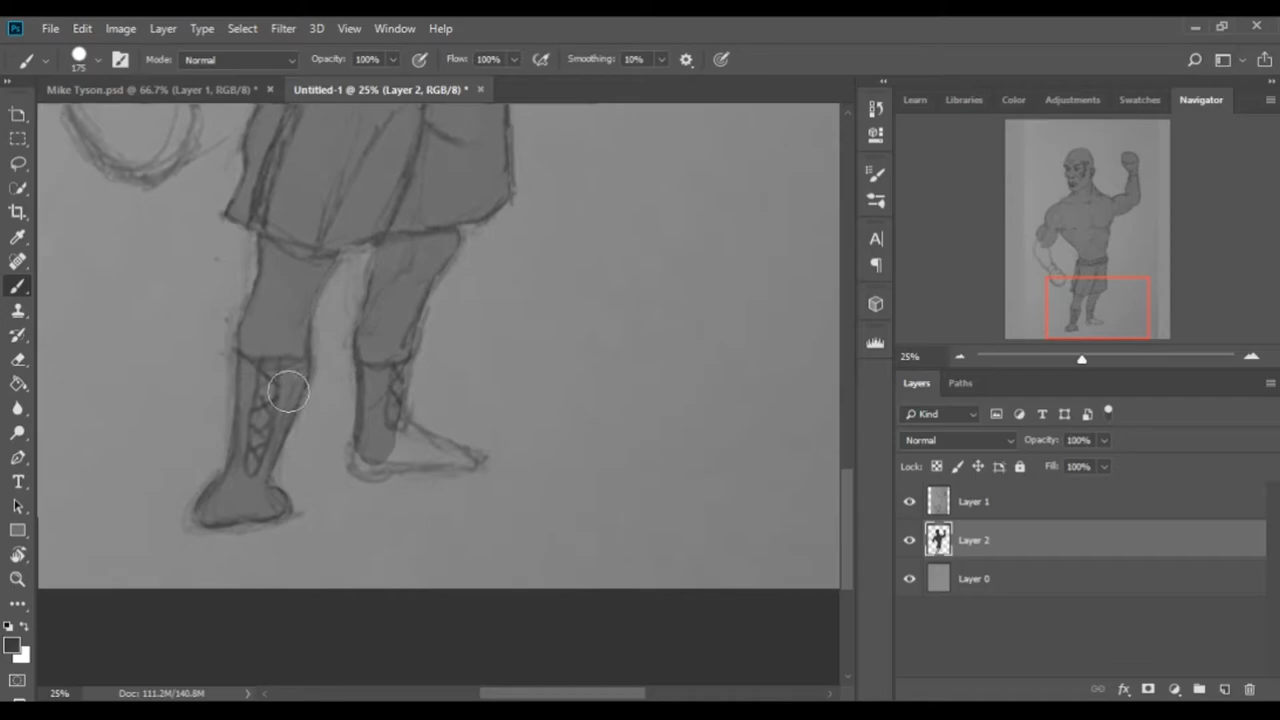 Ps File Edit Image Layer Type Select Filter 3D View Window Help
175 Mode: Normal Opacity: 100% Flow: 100% Smoothing: 10%
Mike Tyson.psd @ 66.7% (Layer 1, RGB/8) * Untitled-1 @ 25% (Layer 2, RGB/8) *
Learn Libraries Color Adjustments Swatches Navigator
25%
Layers Paths
Kind
Normal Opacity: 100%
Lock: Fill: 100%
Layer 1
Layer 2
Layer 0
25% Doc: 111.2M/140.8M